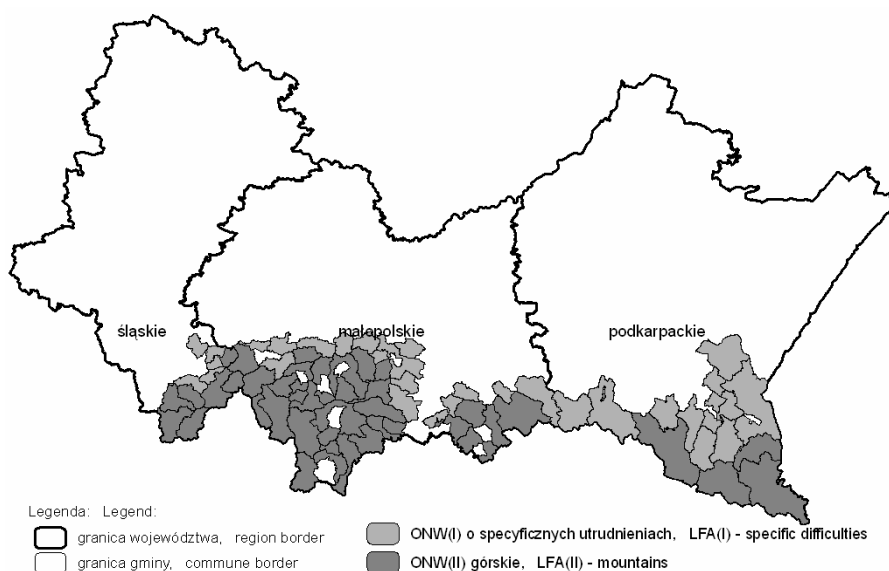 śląskie małopolskie podkarpackie
Legenda: Legend:
granica województwa, region border
granica gminy, commune border
ONW(I) o specyficznych utrudnieniach, LFA(I) - specific difficulties
ONW(II) górskie, LFA(II) - mountains